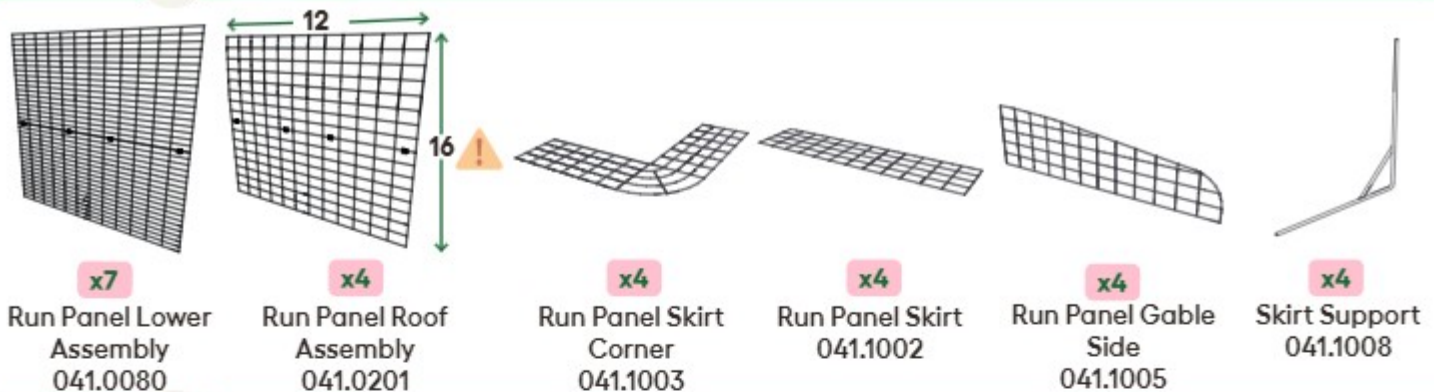 12
16
x7
Run Panel Lower
Assembly
041.0080
x4
Run Panel Roof
Assembly
041.0201
x4
Run Panel Skirt
Corner
041.1003
x4
Run Panel Skirt
041.1002
x4
Run Panel Gable
Side
041.1005
x4
Skirt Support
041.1008